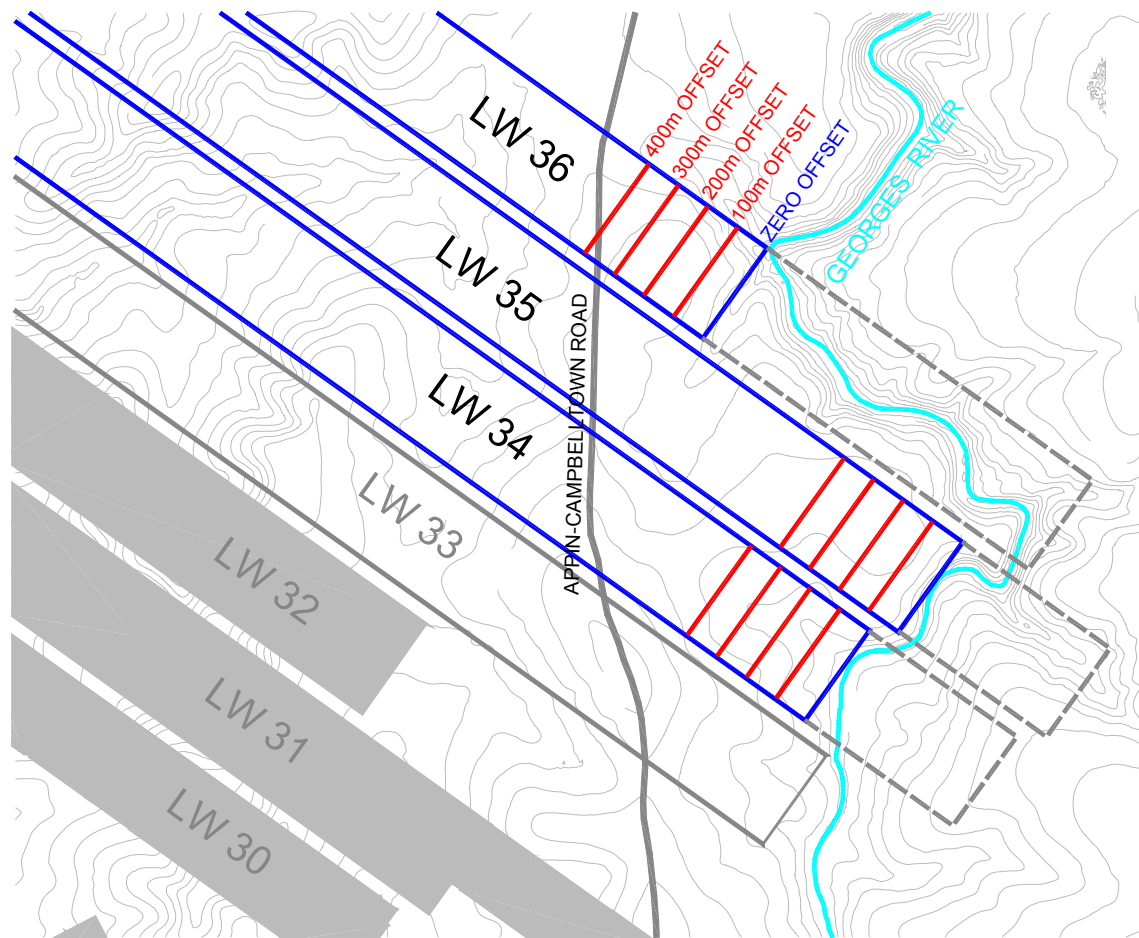 400m OFFSET
300m OFFSET
200m OFFSET
100m OFFSET
ZERO OFFSET
GEORGES RIVER
LW 36
LW 35
LW 34
APPIN-CAMPBELLTOWN ROAD
LW 33
LW 32
LW 31
LW 30